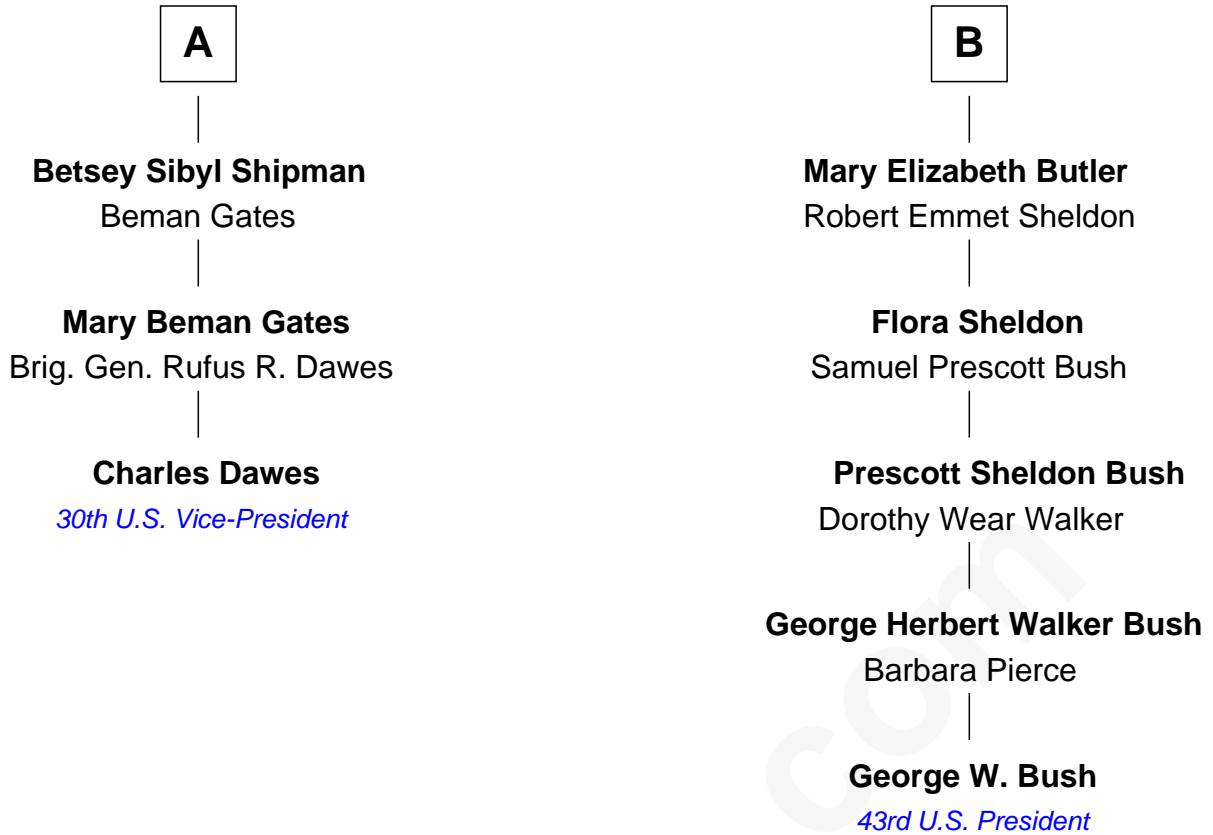 A
Betsey Sibyl Shipman
Beman Gates
Mary Beman Gates
Brig. Gen. Rufus R. Dawes
Charles Dawes
30th U.S. Vice-President
B
Mary Elizabeth Butler
Robert Emmet Sheldon
Flora Sheldon
Samuel Prescott Bush
Prescott Sheldon Bush
Dorothy Wear Walker
George Herbert Walker Bush
Barbara Pierce
George W. Bush
43rd U.S. President
com